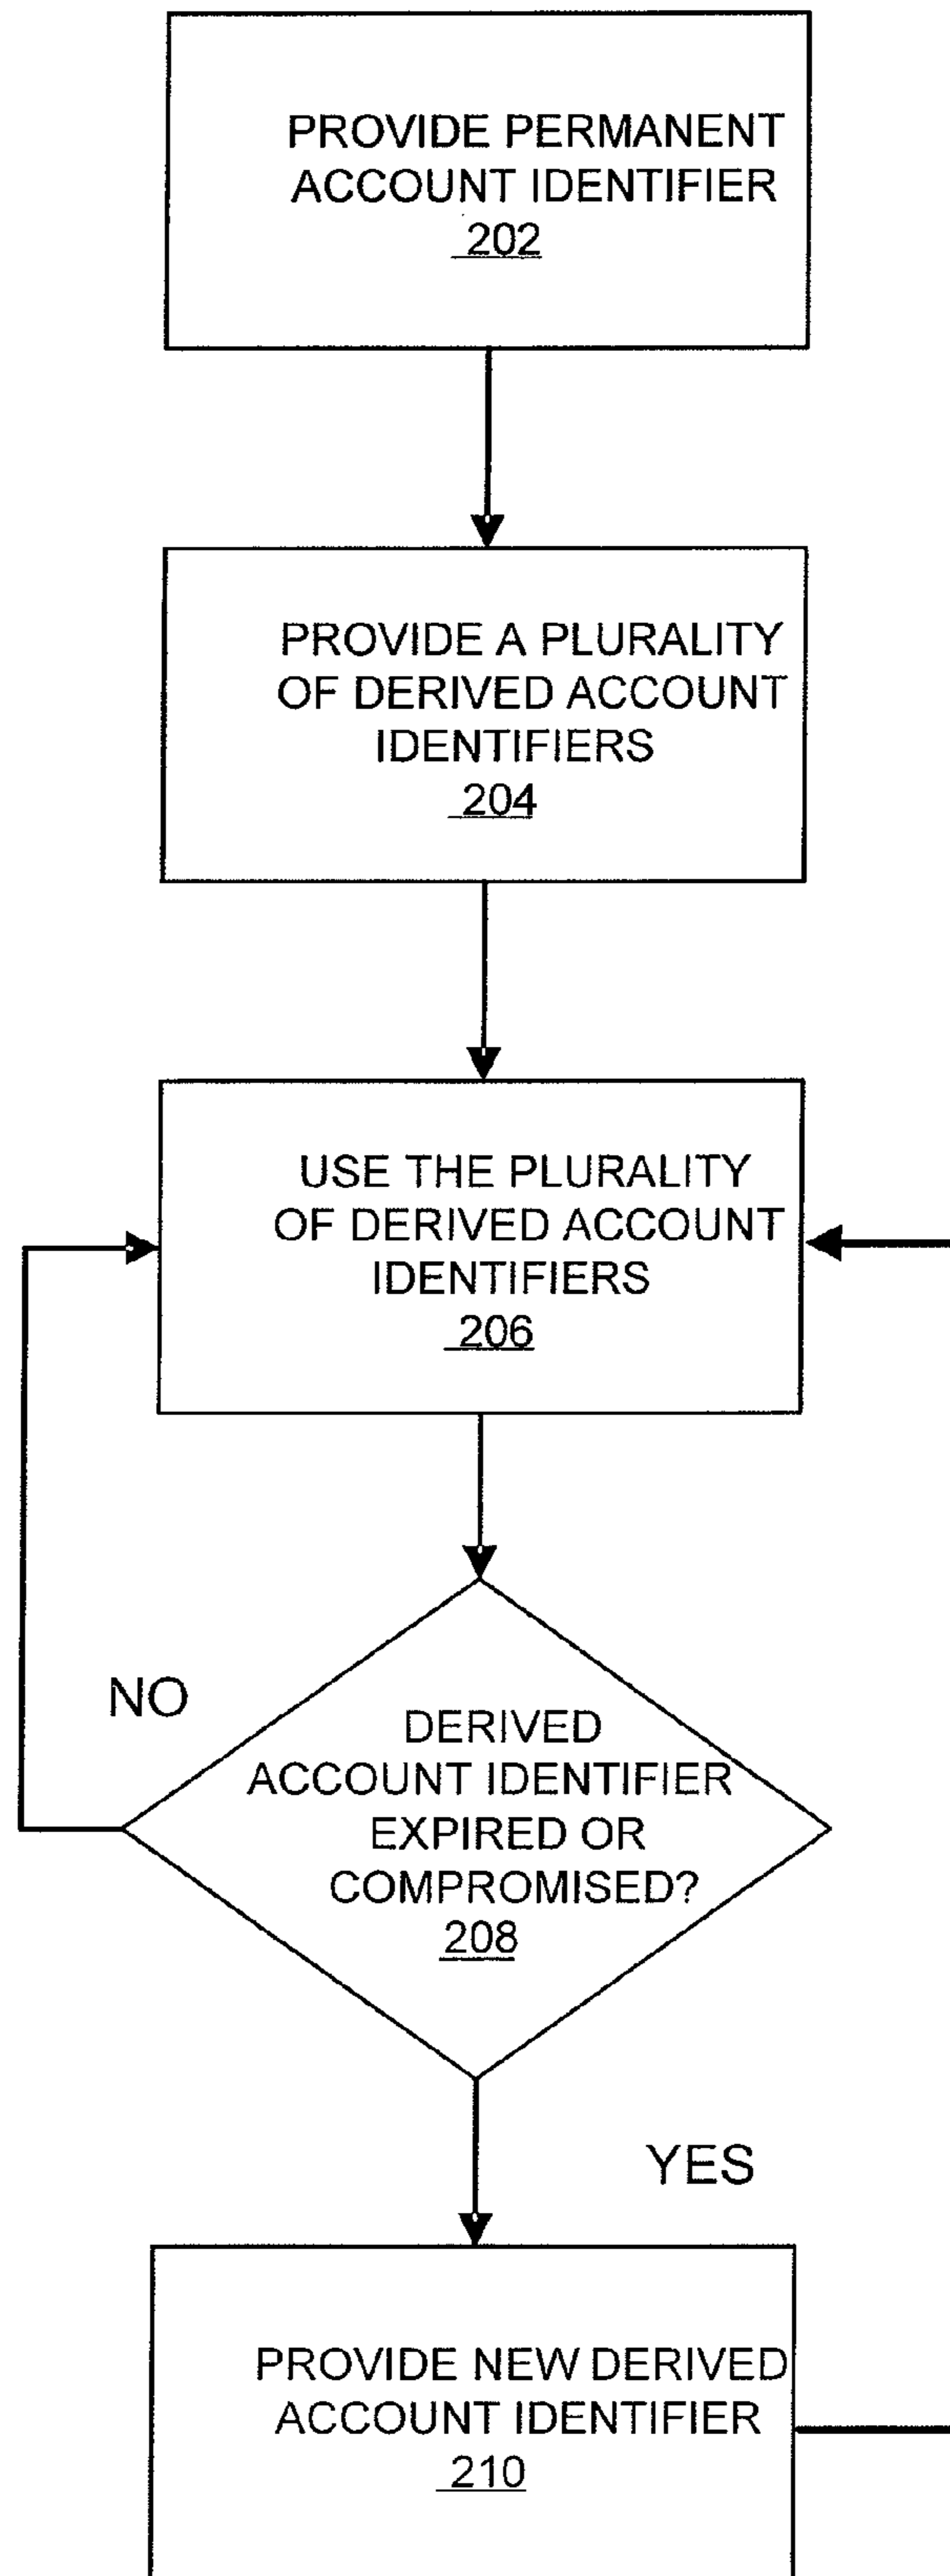 PROVIDE PERMANENT
ACCOUNT IDENTIFIER
202
PROVIDE A PLURALITY
OF DERIVED ACCOUNT
IDENTIFIERS
204
USE THE PLURALITY
OF DERIVED ACCOUNT
IDENTIFIERS
206
NO
DERIVED
ACCOUNT IDENTIFIER
EXPIRED OR
COMPROMISED?
208
YES
PROVIDE NEW DERIVED
ACCOUNT IDENTIFIER
210